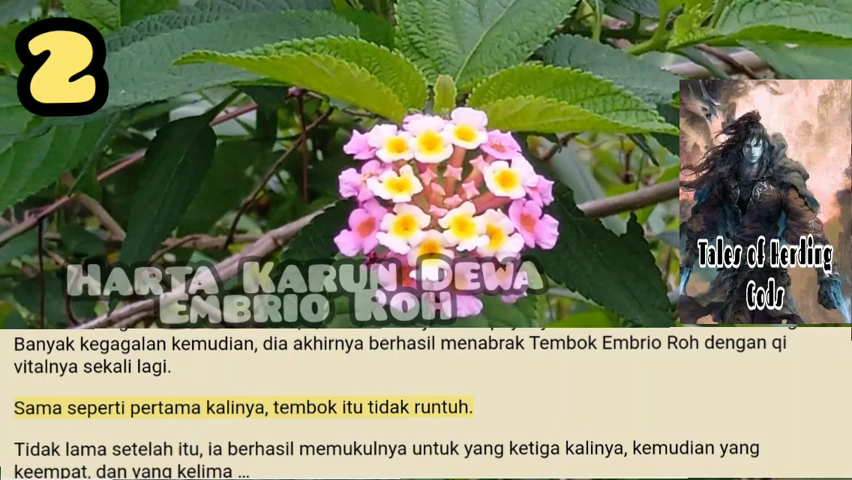 2
Tales of Herding
Gods
Harta Karun Dewa
Embrio Roh
Banyak kegagalan kemudian, dia akhirnya berhasil menabrak Tembok Embrio Roh dengan qi
vitalnya sekali lagi.
Sama seperti pertama kalinya, tembok itu tidak runtuh.
Tidak lama setelah itu, ia berhasil memukulnya untuk yang ketiga kalinya, kemudian yang
keempat, dan yang kelima ...